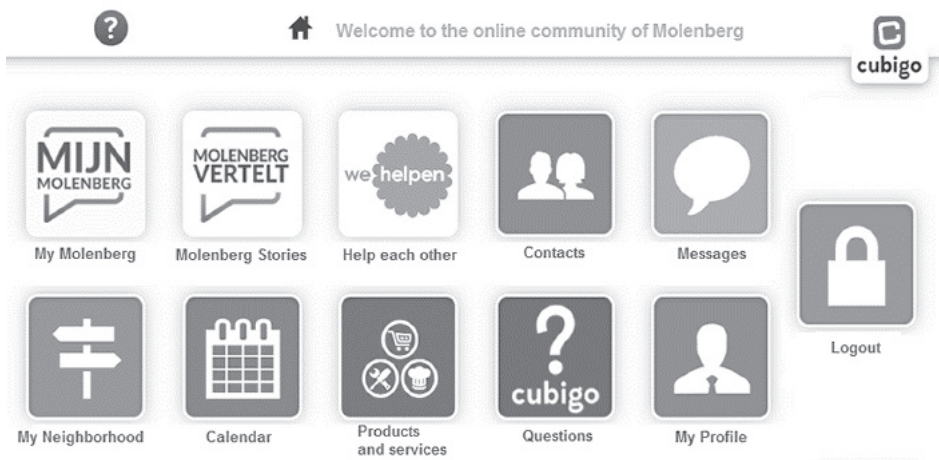 ?
Welcome to the online community of Molenberg
cubigo
MIJN
MOLENBERG
MOLENBERG
VERTELT
we helpen
My Molenberg
Molenberg Stories
Help each other
Contacts
Messages
Logout
?
cubigo
My Neighborhood
Calendar
Products
and services
Questions
My Profile